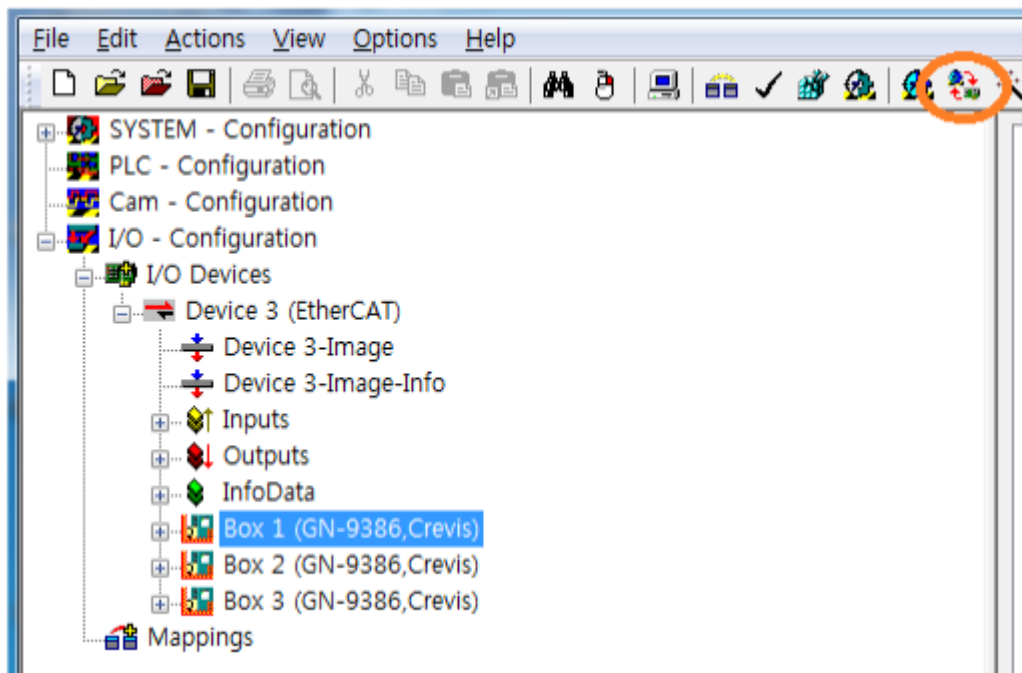 File Edit Actions View Options Help
SYSTEM - Configuration
PLC - Configuration
Cam - Configuration
I/O - Configuration
I/O Devices
Device 3 (EtherCAT)
Device 3-Image
Device 3-Image-Info
Inputs
Outputs
InfoData
Box 1 (GN-9386,Crevis)
Box 2 (GN-9386,Crevis)
Box 3 (GN-9386,Crevis)
Mappings